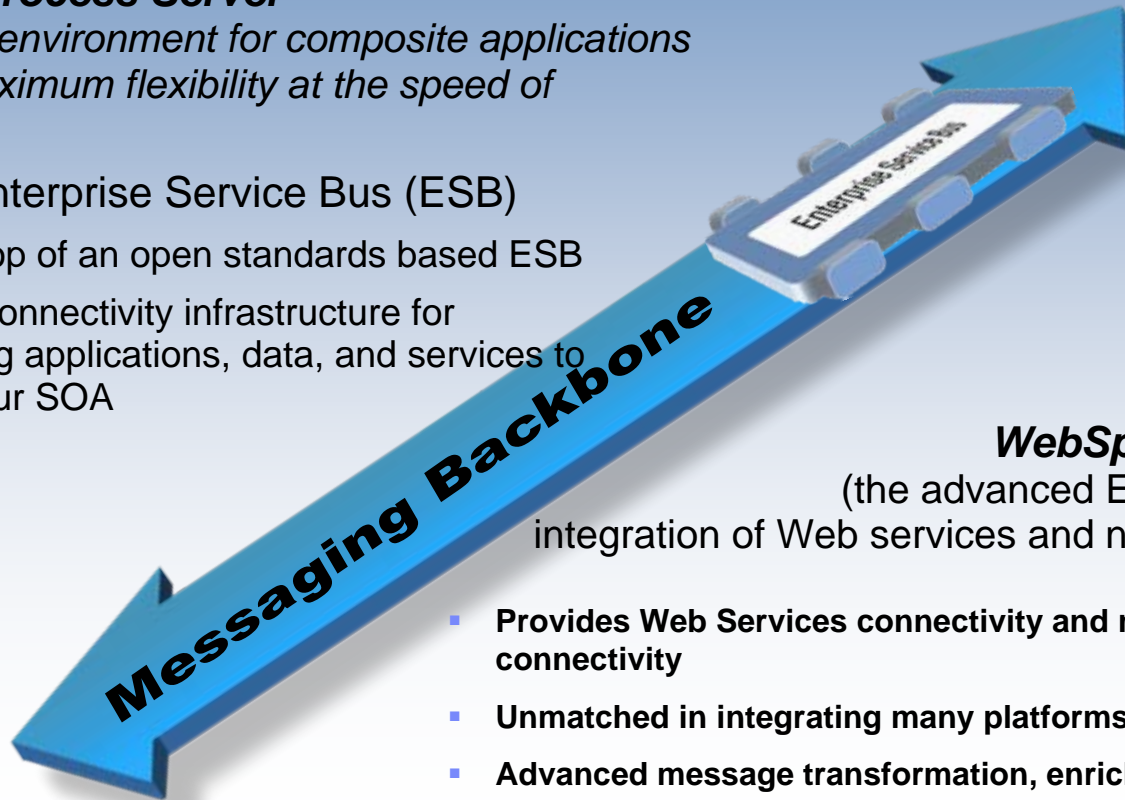 rocess Server
environment for composite applications
ximum flexibility at the speed of
nterprise Service Bus (ESB)
op of an open standards based ESB
onnectivity infrastructure for
g applications, data, and services to
ur SOA
Enterprise Service Bus
Messaging Backbone
WebSp
(the advanced E
integration of Web services and n
Provides Web Services connectivity and
connectivity
Unmatched in integrating many platforms
Advanced message transformation, enric